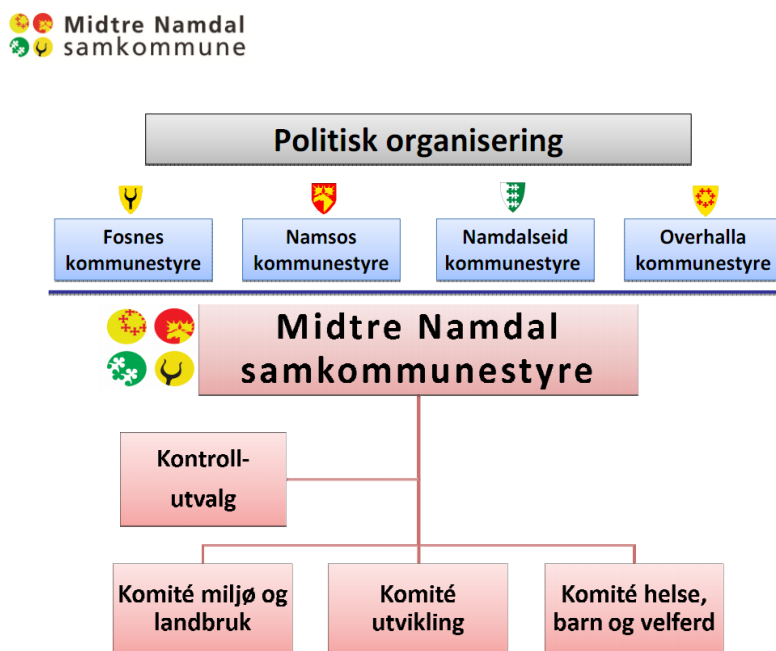 Midtre Namdal
samkommune
Politisk organisering
Fosnes
kommunestyre
Namsos
kommunestyre
Namdalseid
kommunestyre
Overhalla
kommunestyre
Midtre Namdal
samkommunestyre
Kontroll-
utvalg
Komité miljø og
landbruk
Komité
utvikling
Komité helse,
barn og velferd